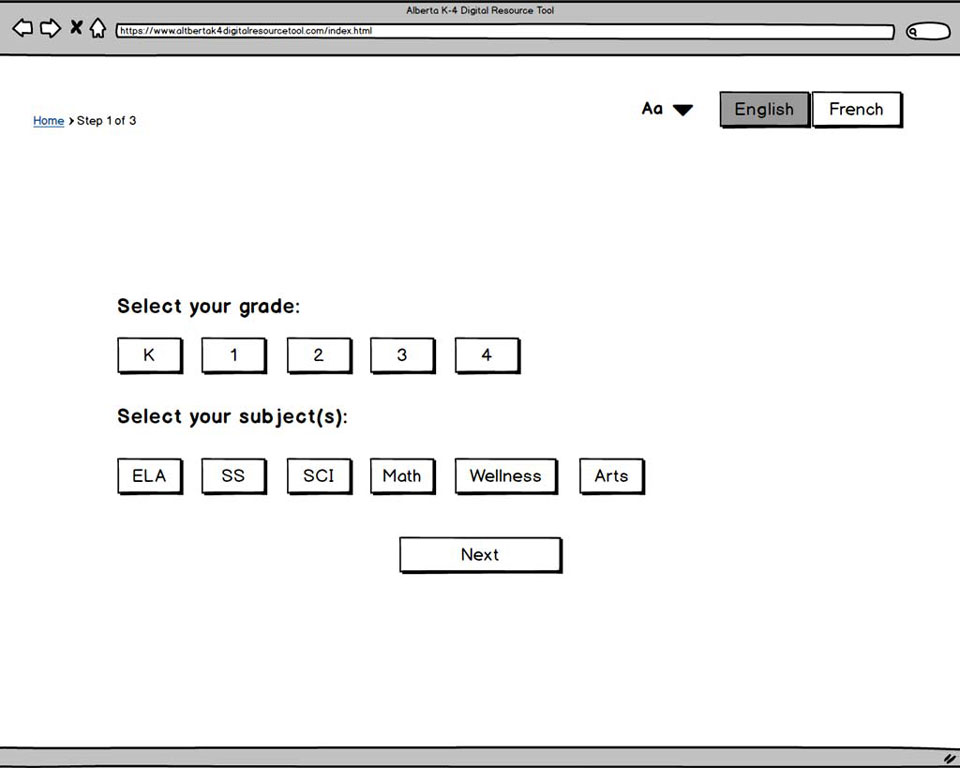 Alberta K-4 Digital Resource Tool
https://www.altbertak4digitalresourcetool.com/index.html
Home > Step 1 of 3
Aa
English French
Select your grade:
K 1 2 3 4
Select your subject(s):
ELA SS SCI Math Wellness Arts
Next